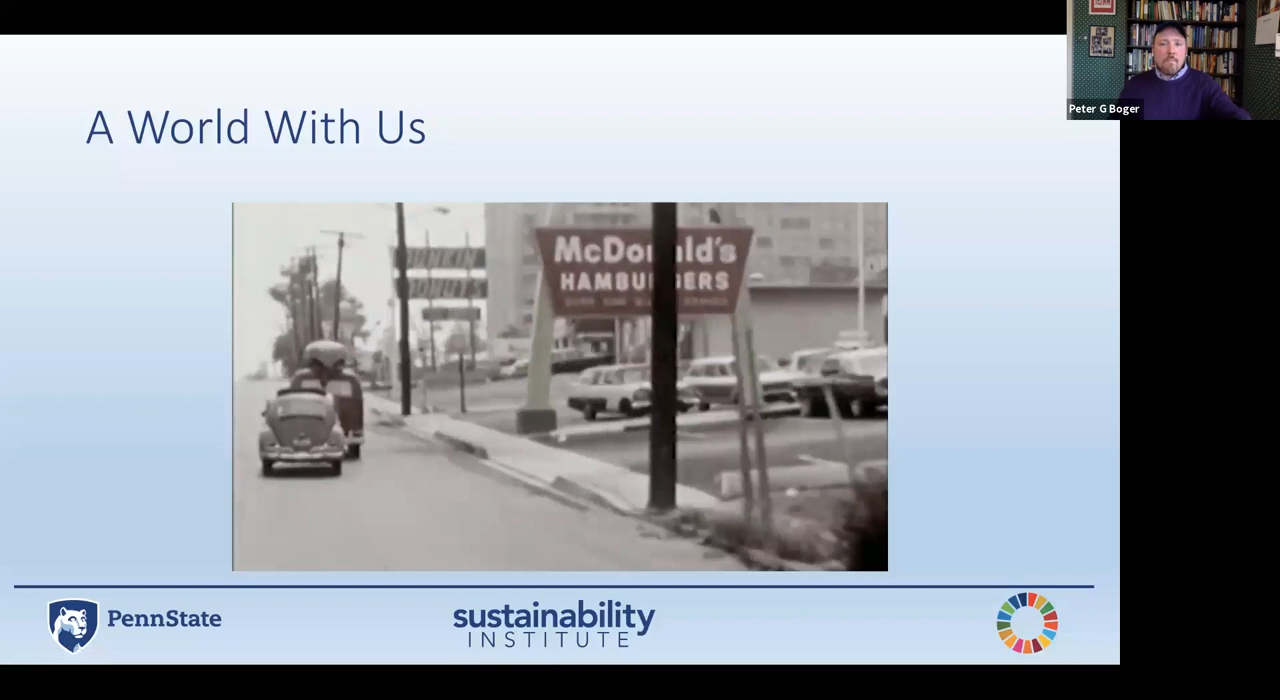 Peter G Boger
A World With Us
McDonald's
HAMBURGERS
DUNKIN
DONUTS
PennState
sustainability
INSTITUTE